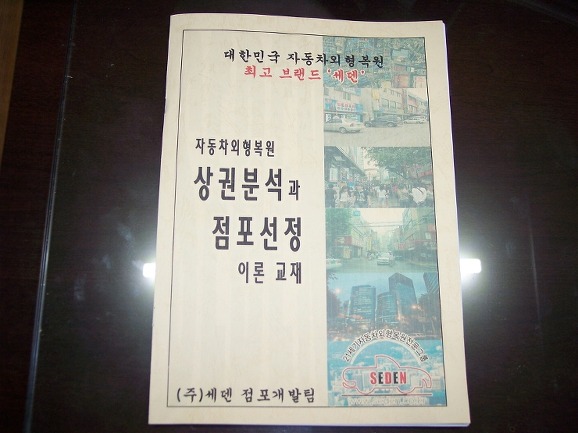 대한민국 자동차외형복원
최고 브랜드 '세덴'
자동차외형복원
상권분석과
점포선정
이론 교재
SEDEN
(주)세덴 점포개발팀